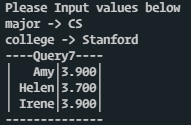 Please Input values below
major -> CS
college -> Stanford
----Query7----
|   Amy|3.900|
| Helen|3.700|
| Irene|3.900|
--------------